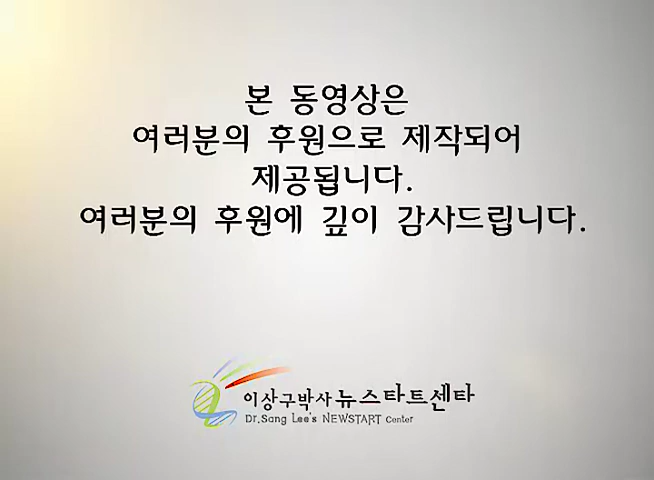 본 동영상은
여러분의 후원으로 제작되어
제공됩니다.
여러분의 후원에 깊이 감사드립니다.
이상구박사 뉴스타트센타
Dr.Sang Lee's NEWSTART Center